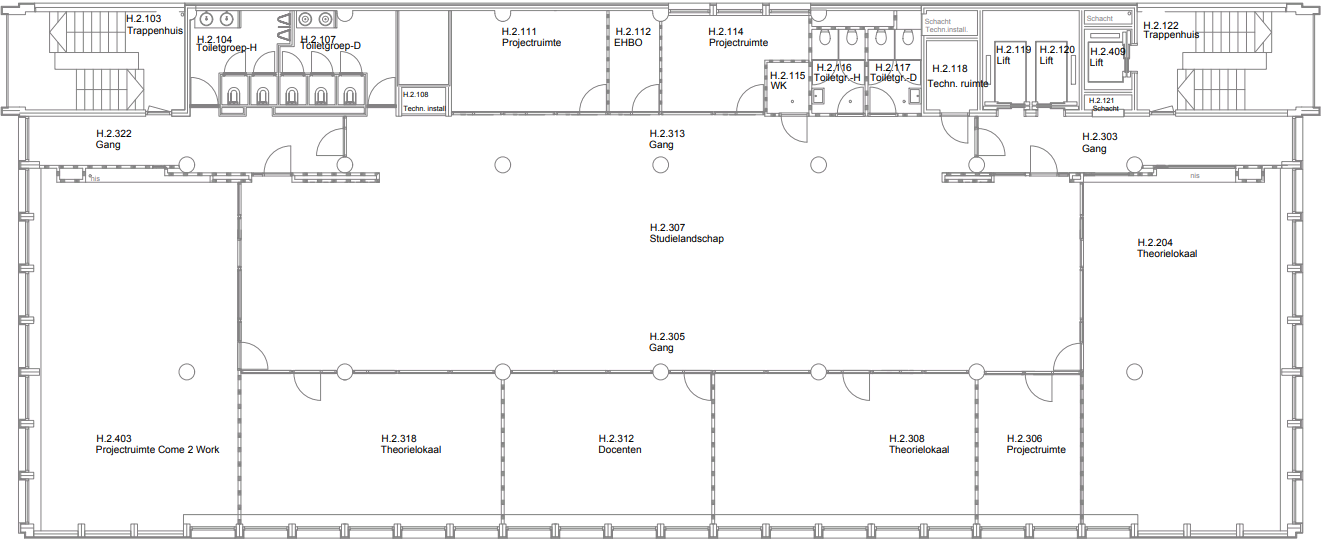 H.2.103
Trappenhuis
H.2.104
Toiletgroep-H
H.2.107
Toiletgroep-D
H.2.108
Techn. install
H.2.111
Projectruimte
H.2.112
EHBO
H.2.114
Projectruimte
H.2.115
WK
H.2.116
Toiletgr.-H
H.2.117
Toiletgr.-D
Schacht
Techn.install.
H.2.118
Techn. ruimte
H.2.119
Lift
H.2.120
Lift
Schacht
H.2.409
Lift
H.2.121
Schacht
H.2.122
Trappenhuis
H.2.322
Gang
H.2.313
Gang
H.2.303
Gang
nis
nis
H.2.307
Studielandschap
H.2.204
Theorielokaal
H.2.305
Gang
H.2.403
Projectruimte Come 2 Work
H.2.318
Theorielokaal
H.2.312
Docenten
H.2.308
Theorielokaal
H.2.306
Projectruimte